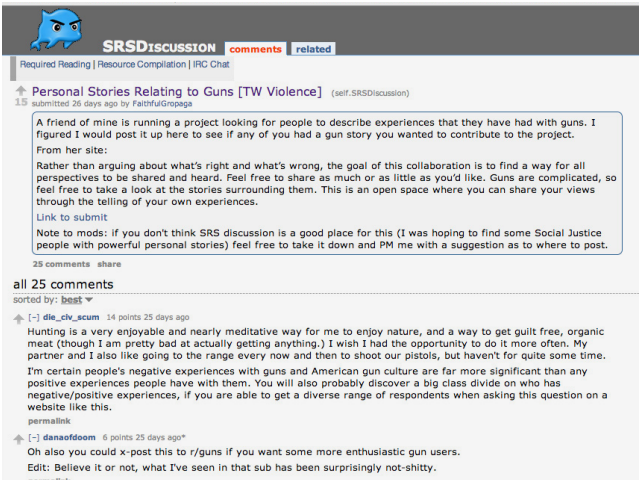 SRSDISCUSSION comments related
Required Reading | Resource Compilation | IRC Chat
Personal Stories Relating to Guns [TW Violence] (self.SRSDiscussion)
15 submitted 26 days ago by FaithfulGropaga
A friend of mine is running a project looking for people to describe experiences that they have had with guns. I
figured I would post it up here to see if any of you had a gun story you wanted to contribute to the project.
From her site:
Rather than arguing about what's right and what's wrong, the goal of this collaboration is to find a way for all
perspectives to be shared and heard. Feel free to share as much or as little as you'd like. Guns are complicated, so
feel free to take a look at the stories surrounding them. This is an open space where you can share your views
through the telling of your own experiences.
Link to submit
Note to mods: if you don't think SRS discussion is a good place for this (I was hoping to find some Social Justice
people with powerful personal stories) feel free to take it down and PM me with a suggestion as to where to post.
25 comments share
all 25 comments
sorted by: best
[-] die_civ_scum 14 points 25 days ago
Hunting is a very enjoyable and nearly meditative way for me to enjoy nature, and a way to get guilt free, organic
meat (though I am pretty bad at actually getting anything.) I wish I had the opportunity to do it more often. My
partner and I also like going to the range every now and then to shoot our pistols, but haven't for quite some time.
I'm certain people's negative experiences with guns and American gun culture are far more significant than any
positive experiences people have with them. You will also probably discover a big class divide on who has
negative/positive experiences, if you are able to get a diverse range of respondents when asking this question on a
website like this.
permalink
[-] danaofdoom 6 points 25 days ago*
Oh also you could x-post this to r/guns if you want some more enthusiastic gun users.
Edit: Believe it or not, what I've seen in that sub has been surprisingly not-shitty.